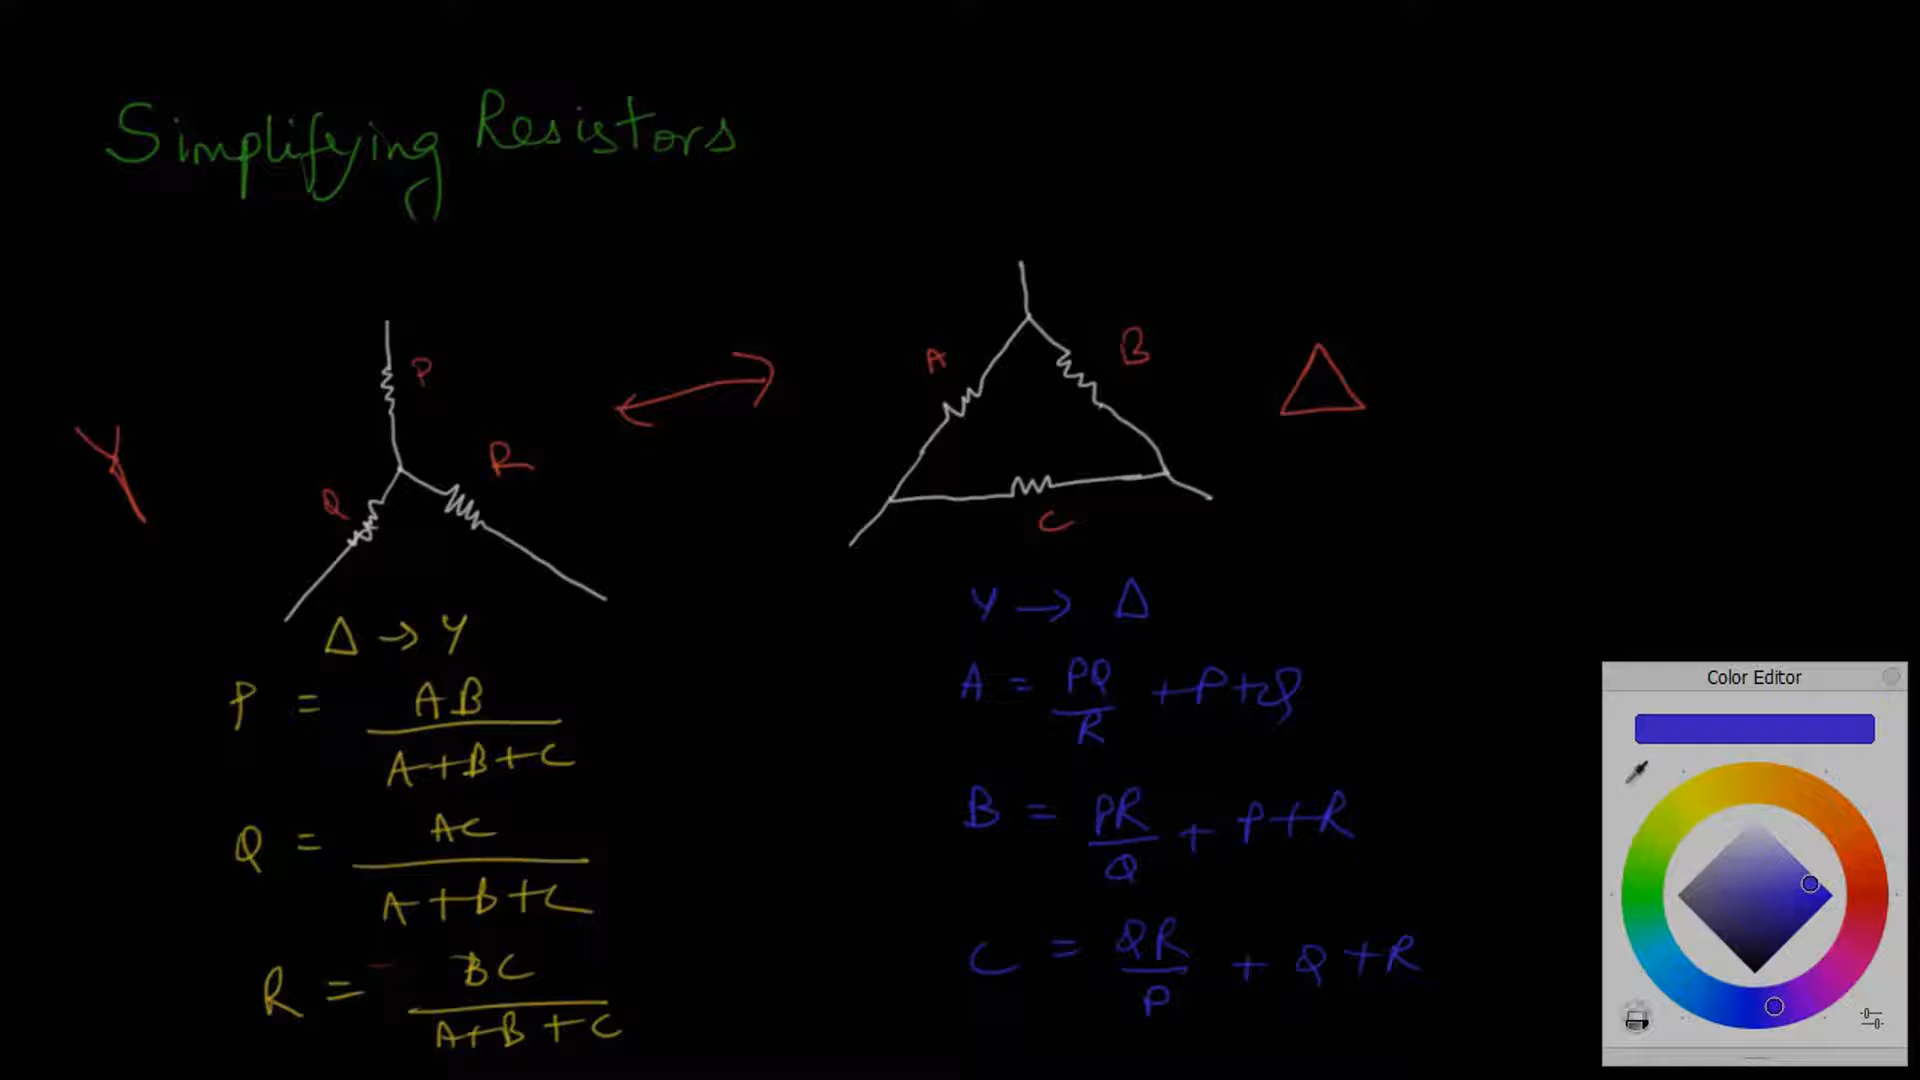 Simplifying Resistors
P
Q
R
Y
A
B
C
Δ
Δ → Y
P = AB / A+B+C
Q = AC / A+B+C
R = BC / A+B+C
Y → Δ
A = PQ/R + P + Q
B = PR/Q + P + R
C = QR/P + Q + R
Color Editor